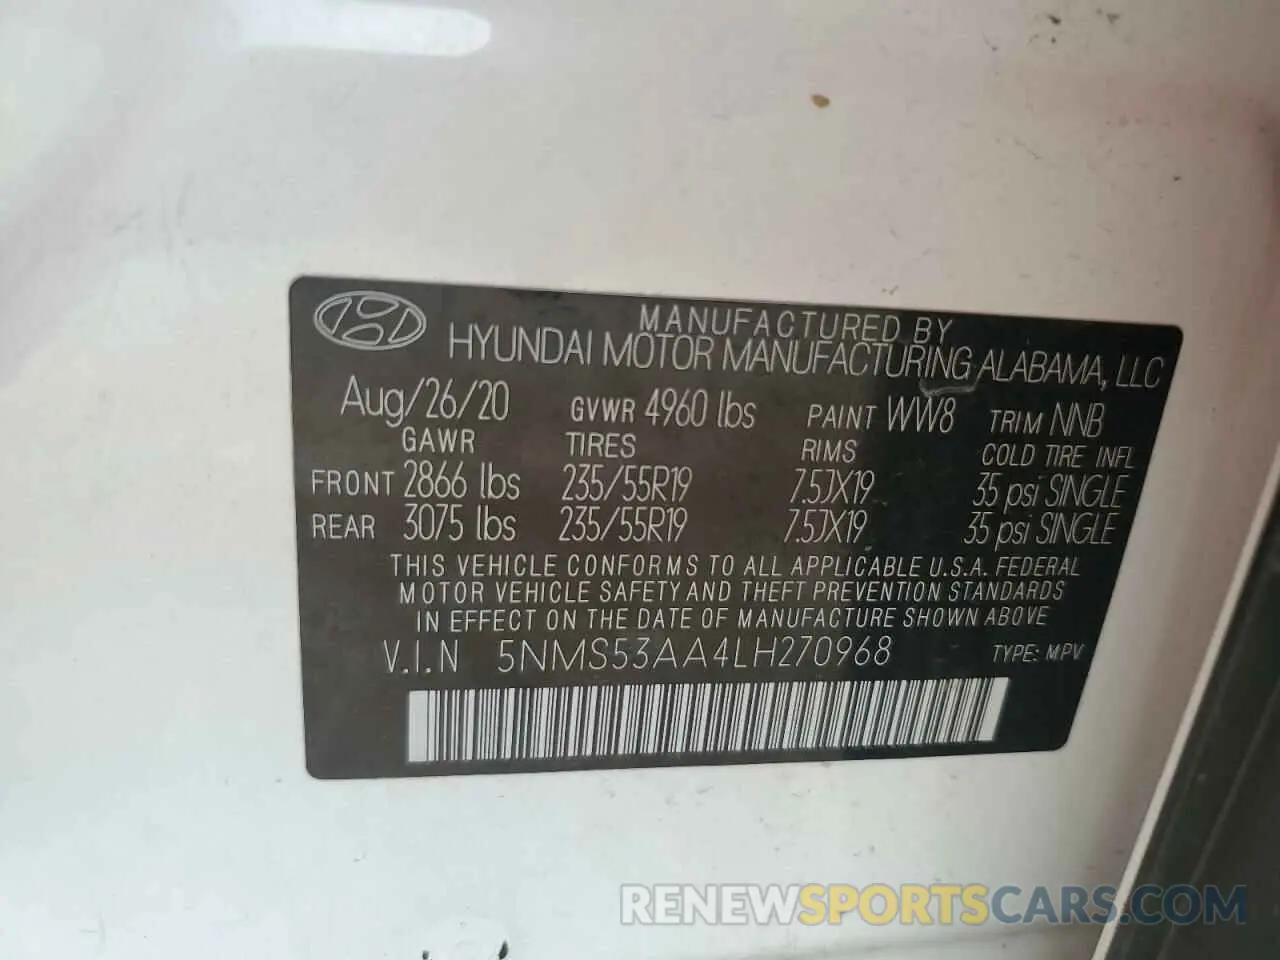 MANUFACTURED BY
HYUNDAI MOTOR MANUFACTURING ALABAMA, LLC
Aug/26/20 GVWR 4960 lbs PAINT WW8 TRIM NNB
GAWR TIRES RIMS COLD TIRE INFL
FRONT 2866 lbs 235/55R19 7.5JX19 35 psi SINGLE
REAR 3075 lbs 235/55R19 7.5JX19 35 psi SINGLE
THIS VEHICLE CONFORMS TO ALL APPLICABLE U.S.A. FEDERAL
MOTOR VEHICLE SAFETY AND THEFT PREVENTION STANDARDS
IN EFFECT ON THE DATE OF MANUFACTURE SHOWN ABOVE
V.I.N 5NMS53AA4LH270968 TYPE: MPV
RENEWSPORTSCARS.COM